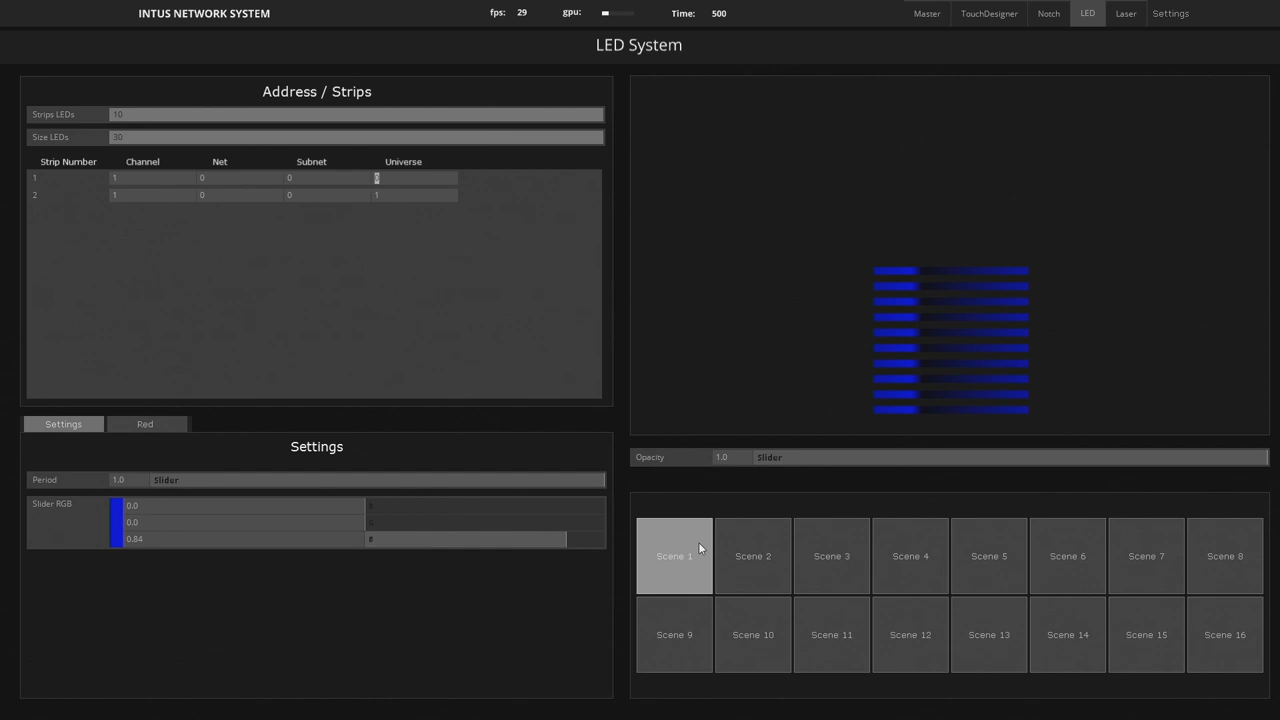 INTUS NETWORK SYSTEM fps: 29 gpu: Time: 500 Master TouchDesigner Notch LED Laser Settings
LED System
Address / Strips
Strips LEDs 10
Size LEDs 30
Strip Number Channel Net Subnet Universe
1 1 0 0 0
2 1 0 0 1
Settings Red
Settings
Period 1.0 Slider
Slider RGB 0.0 R
0.0 G
0.84 B
Opacity 1.0 Slider
Scene 1 Scene 2 Scene 3 Scene 4 Scene 5 Scene 6 Scene 7 Scene 8
Scene 9 Scene 10 Scene 11 Scene 12 Scene 13 Scene 14 Scene 15 Scene 16